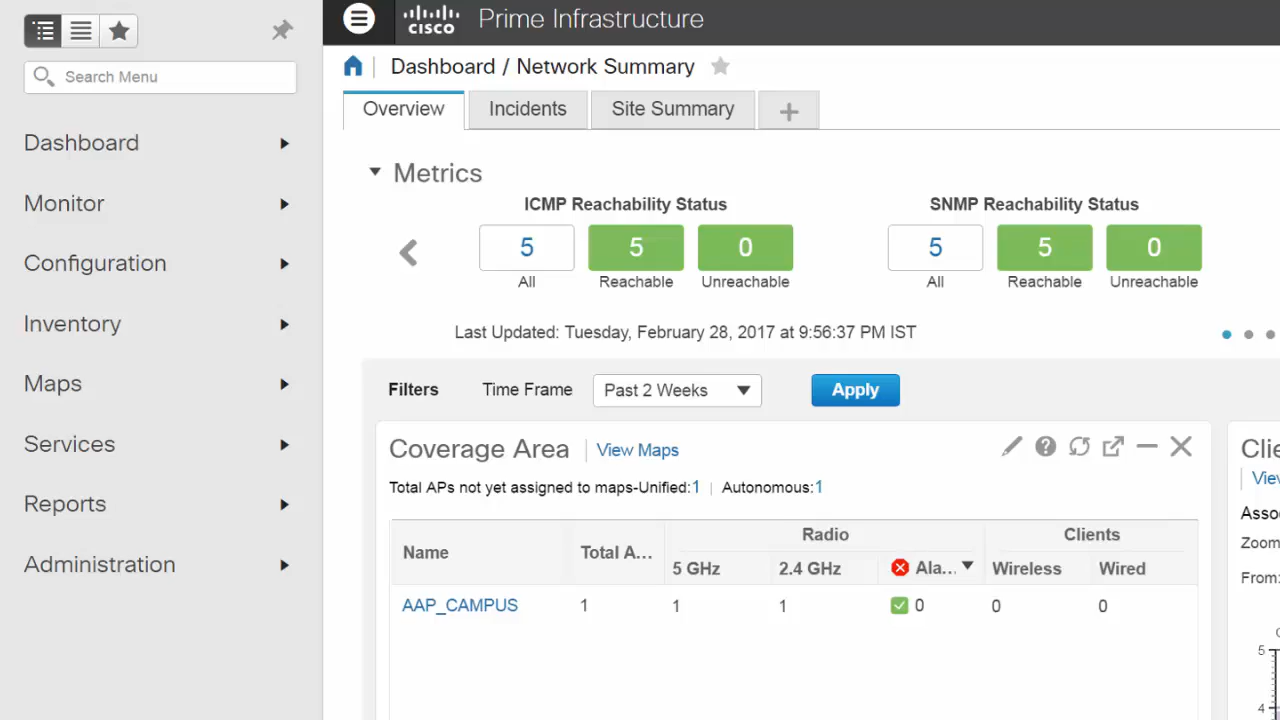 Search Menu
Dashboard
Monitor
Configuration
Inventory
Maps
Services
Reports
Administration
cisco Prime Infrastructure
Dashboard / Network Summary
Overview Incidents Site Summary +
Metrics
ICMP Reachability Status SNMP Reachability Status
5 5 0 5 5 0
All Reachable Unreachable All Reachable Unreachable
Last Updated: Tuesday, February 28, 2017 at 9:56:37 PM IST
Filters Time Frame Past 2 Weeks Apply
Coverage Area View Maps
Total APs not yet assigned to maps-Unified:1 | Autonomous:1
Name Total A... Radio Clients
5 GHz 2.4 GHz Ala... Wireless Wired
AAP_CAMPUS 1 1 1 0 0 0
Clie
Vie
Asso
Zoom
From:
5
4